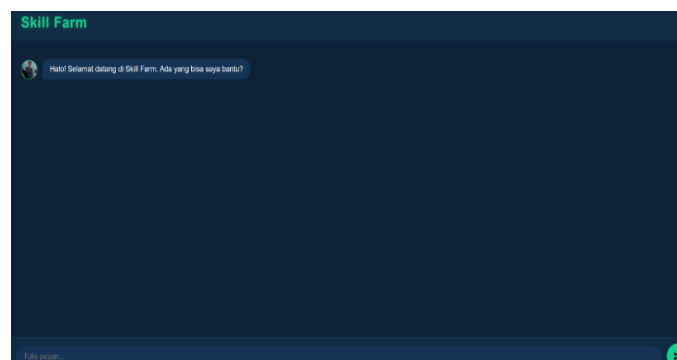 Skill Farm
Halo! Selamat datang di Skill Farm. Ada yang bisa saya bantu?
Tulis pesan...